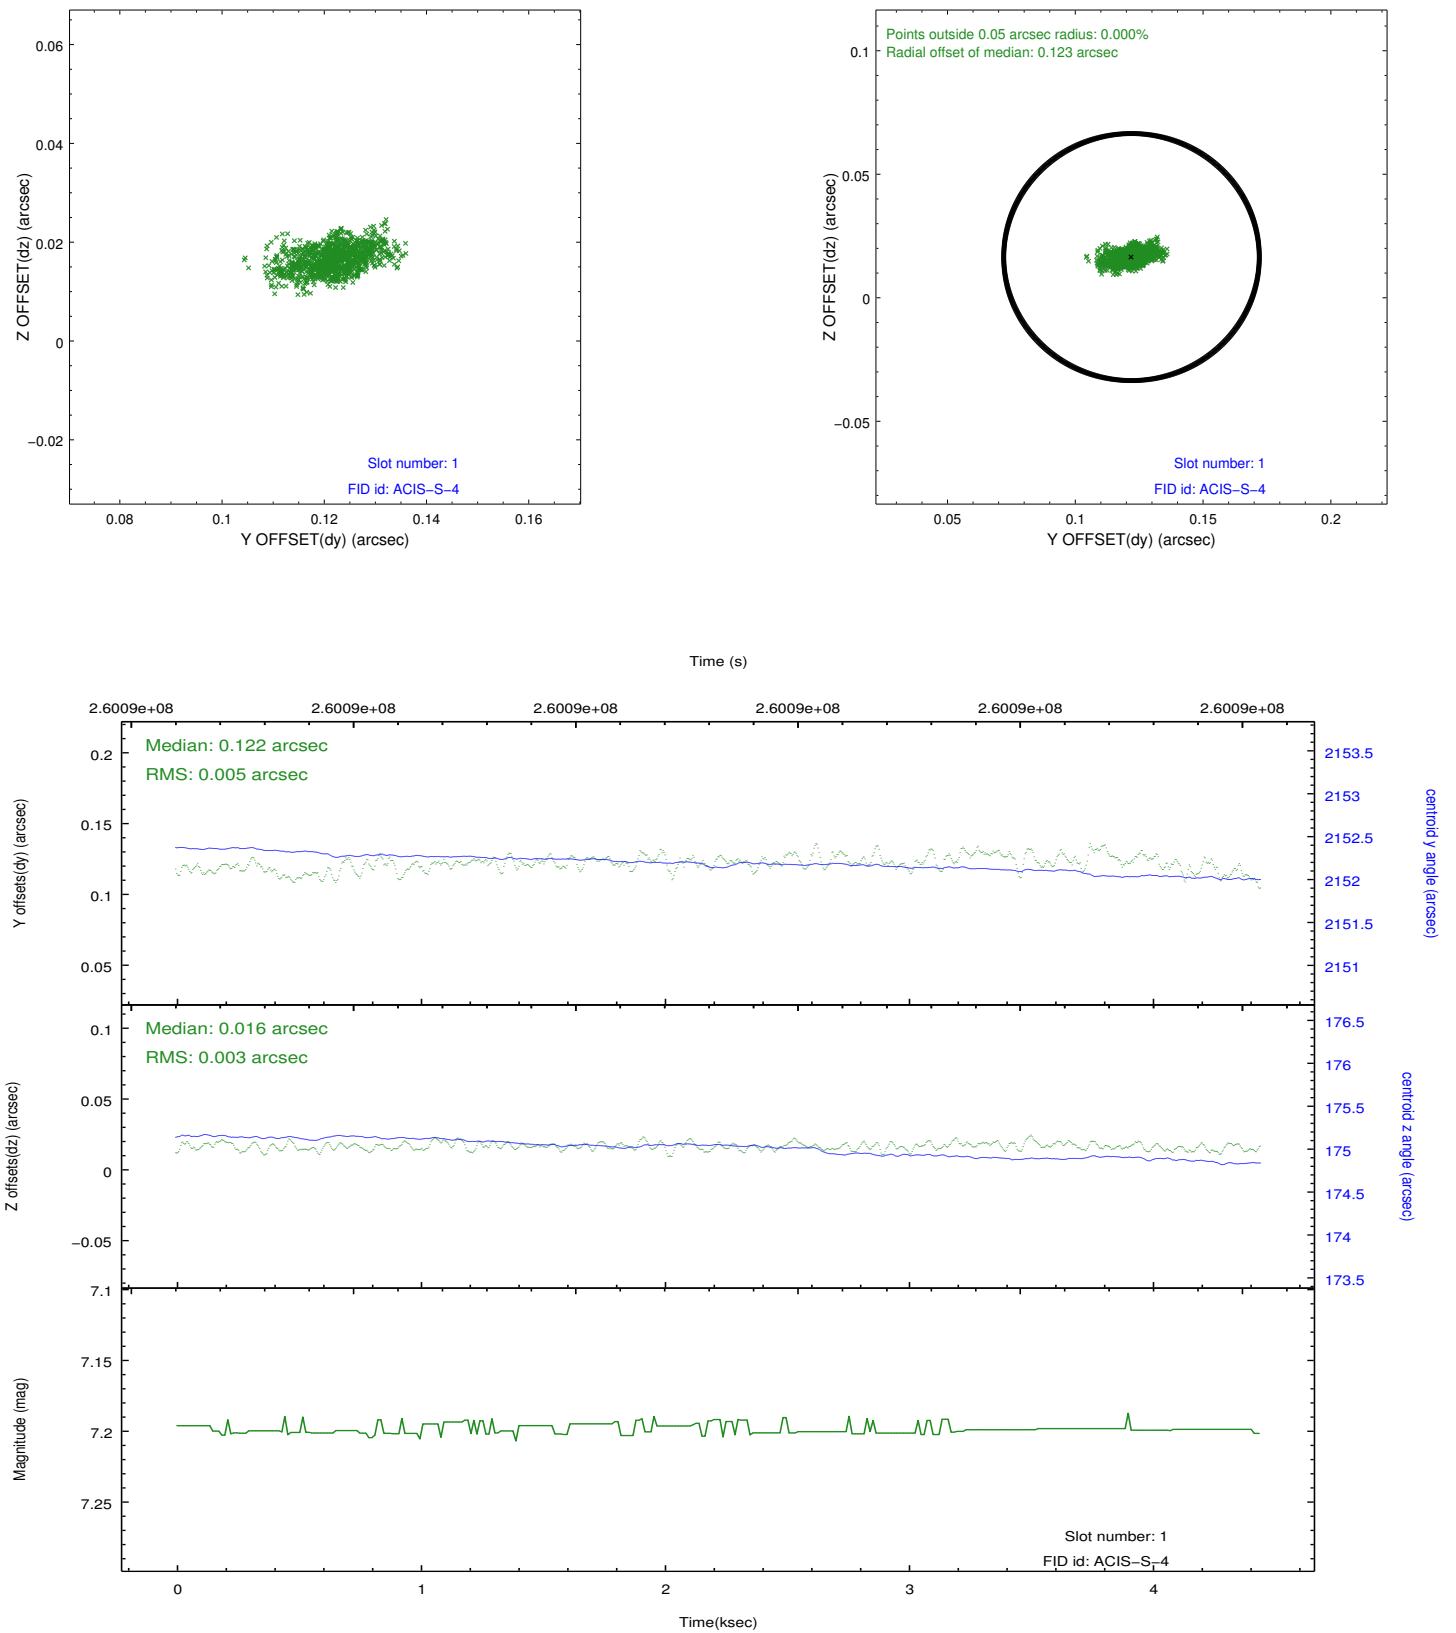 0.06
0.04
0.02
0
−0.02
Z OFFSET(dz) (arcsec)
Slot number: 1
FID id: ACIS−S−4
0.08 0.1 0.12 0.14 0.16
Y OFFSET(dy) (arcsec)
Points outside 0.05 arcsec radius: 0.000%
Radial offset of median: 0.123 arcsec
0.1
0.05
0
−0.05
Z OFFSET(dz) (arcsec)
Slot number: 1
FID id: ACIS−S−4
0.05 0.1 0.15 0.2
Y OFFSET(dy) (arcsec)
Time (s)
2.6009e+08 2.6009e+08 2.6009e+08 2.6009e+08 2.6009e+08 2.6009e+08
Median: 0.122 arcsec
RMS: 0.005 arcsec
0.2
0.15
0.1
0.05
Y offsets(dy) (arcsec)
2153.5
2153
2152.5
2152
2151.5
2151
centroid y angle (arcsec)
Median: 0.016 arcsec
RMS: 0.003 arcsec
0.1
0.05
0
−0.05
Z offsets(dz) (arcsec)
176.5
176
175.5
175
174.5
174
173.5
centroid z angle (arcsec)
7.1
7.15
7.2
7.25
Magnitude (mag)
Slot number: 1
FID id: ACIS−S−4
0 1 2 3 4
Time(ksec)